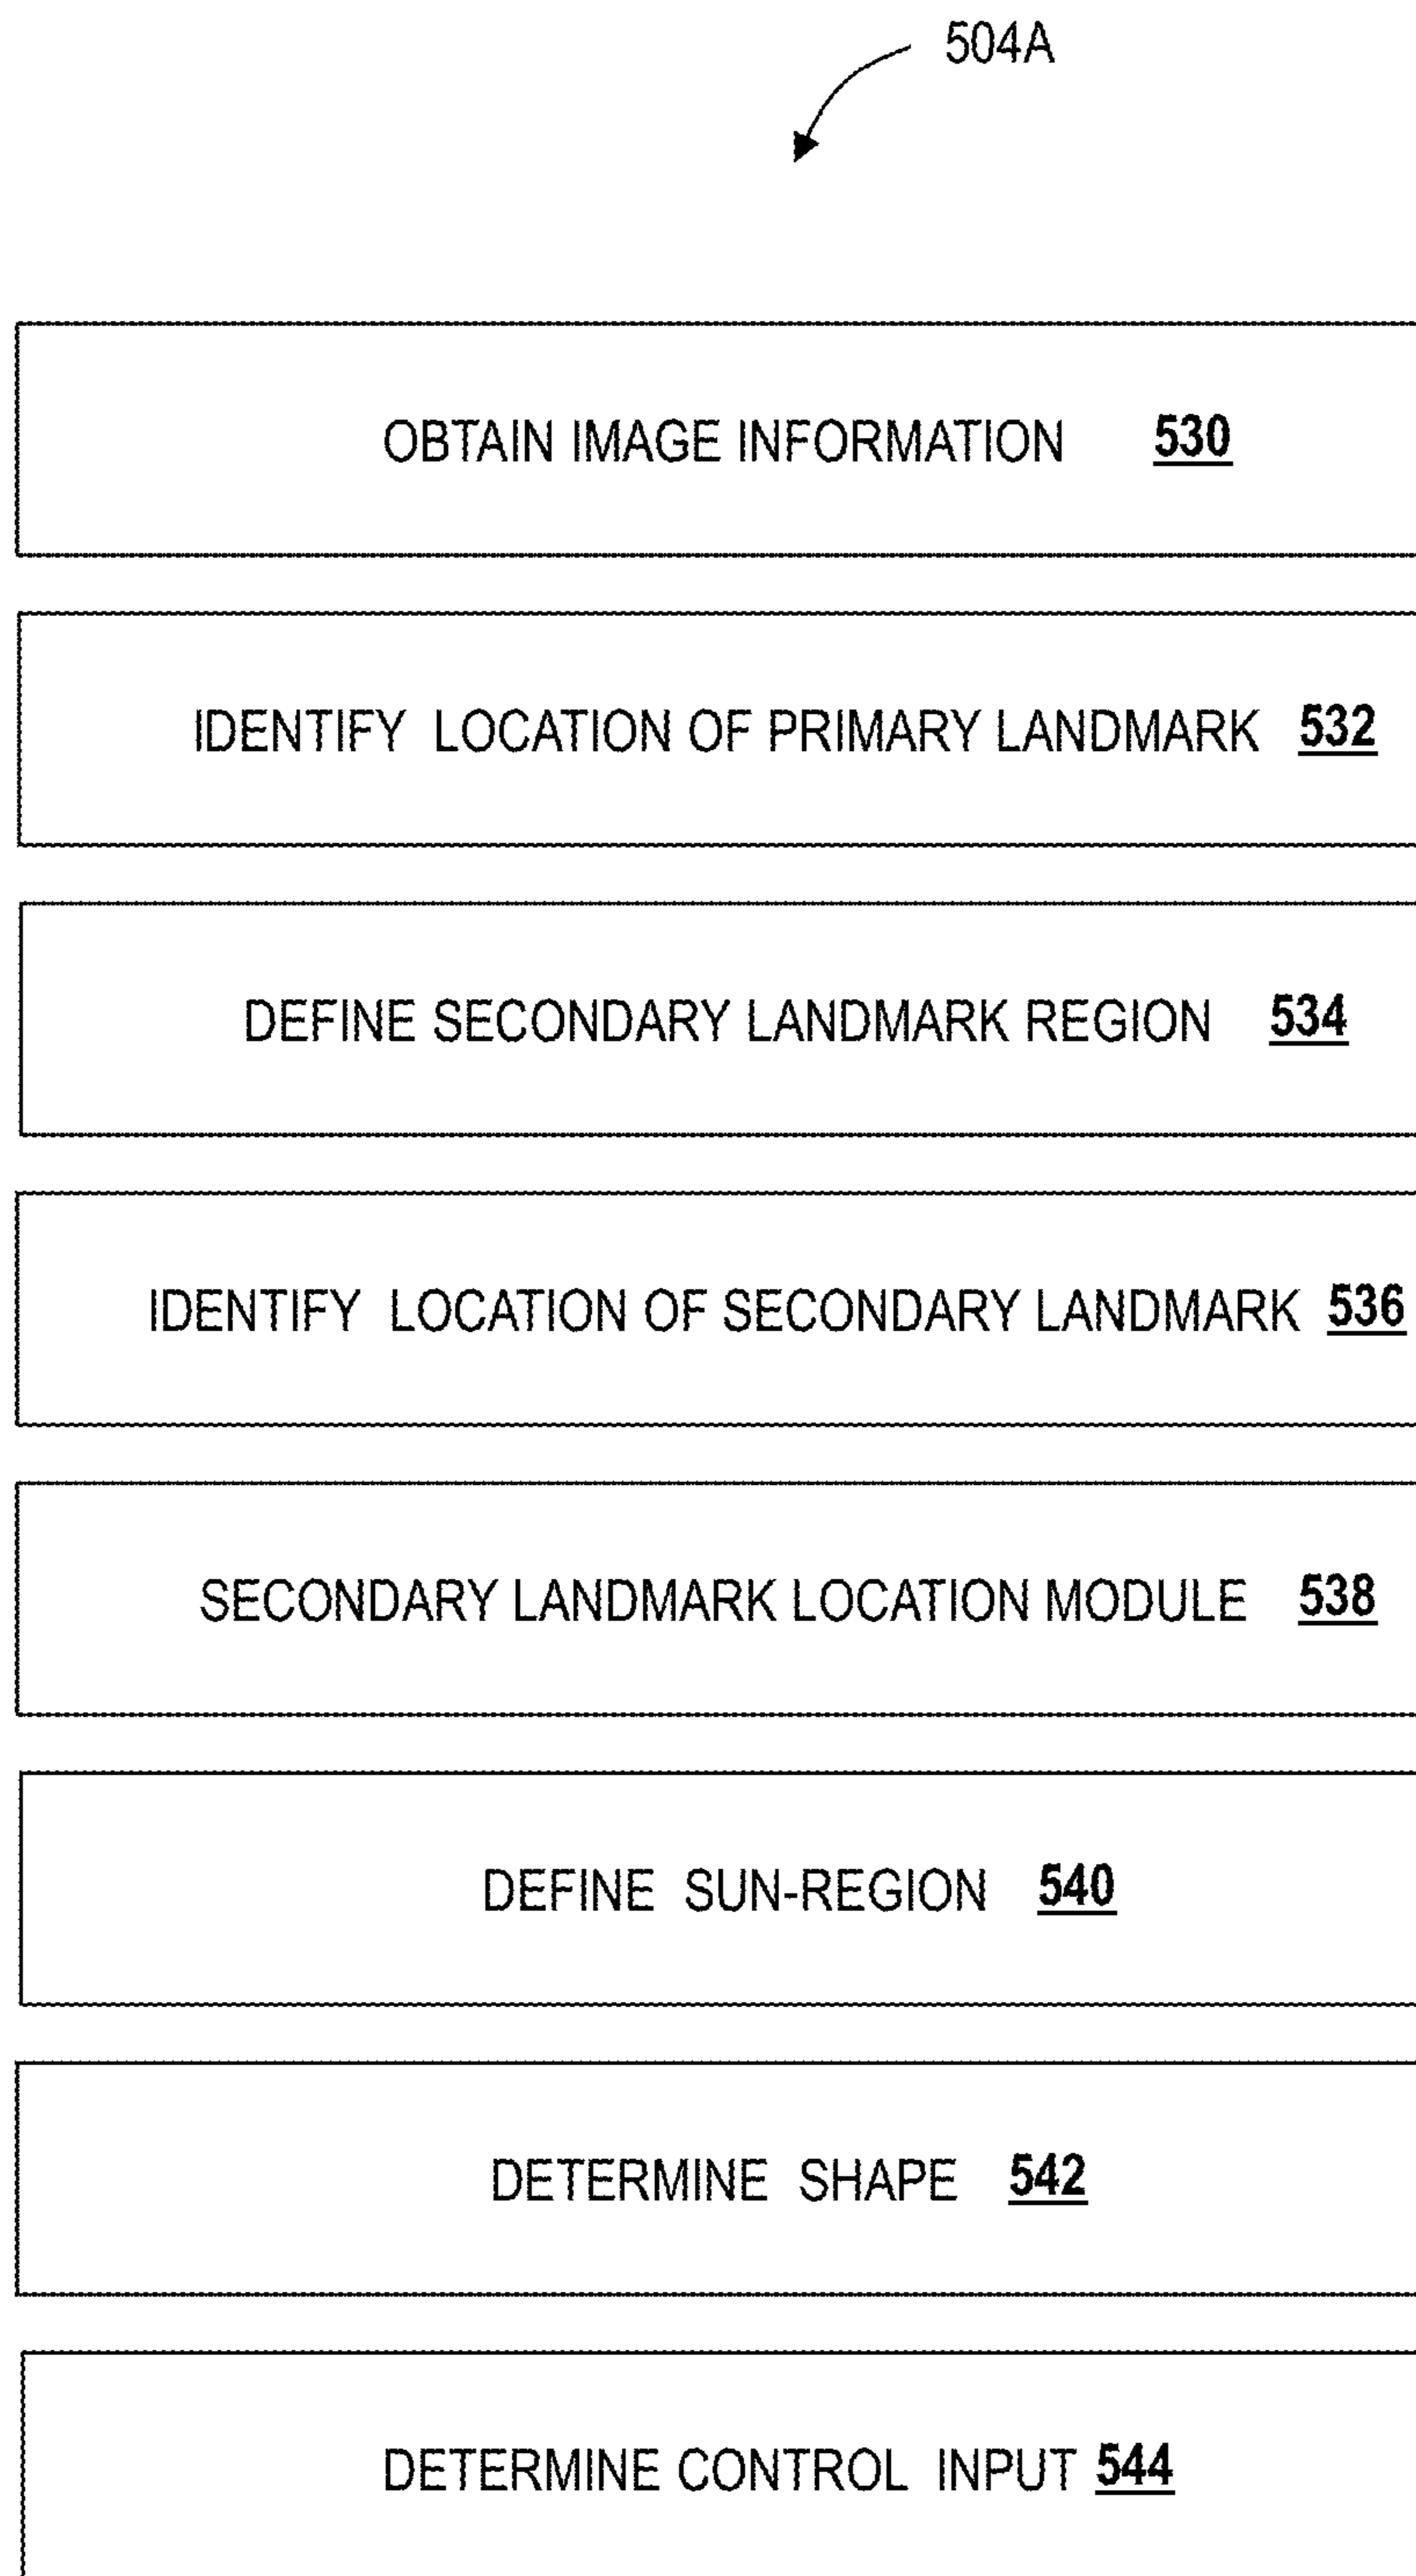 504A
OBTAIN IMAGE INFORMATION 530
IDENTIFY LOCATION OF PRIMARY LANDMARK 532
DEFINE SECONDARY LANDMARK REGION 534
IDENTIFY LOCATION OF SECONDARY LANDMARK 536
SECONDARY LANDMARK LOCATION MODULE 538
DEFINE SUN-REGION 540
DETERMINE SHAPE 542
DETERMINE CONTROL INPUT 544